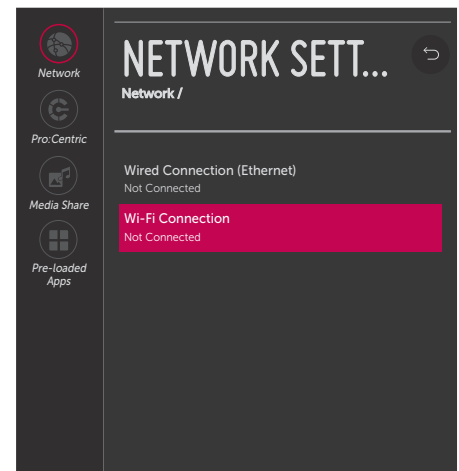 Network
Pro:Centric
Media Share
Pre-loaded
Apps
NETWORK SETT...
Network /
Wired Connection (Ethernet)
Not Connected
Wi-Fi Connection
Not Connected